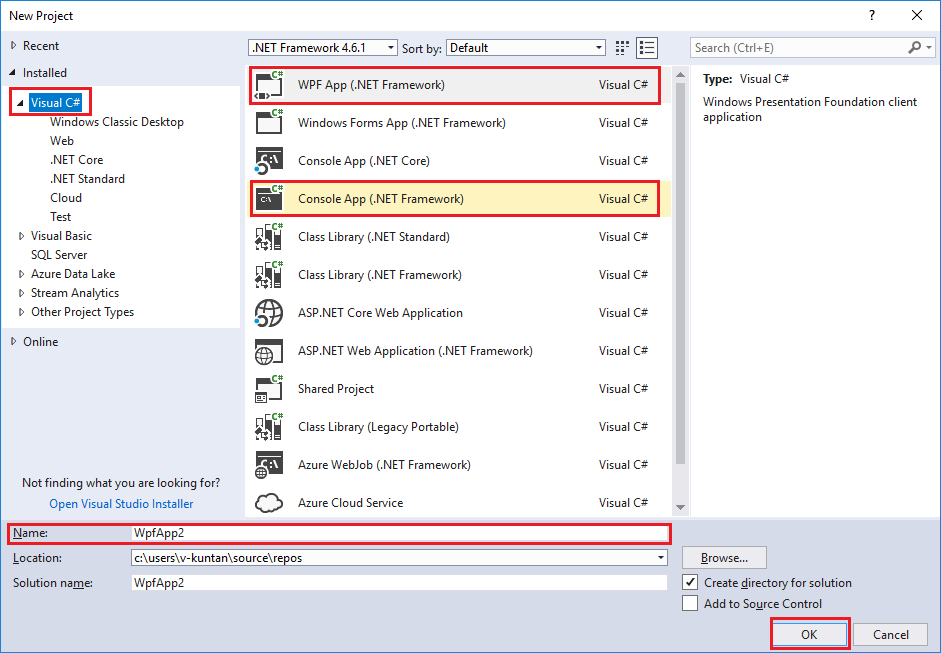 New Project
?
Recent
Installed
Visual C#
Windows Classic Desktop
Web
.NET Core
.NET Standard
Cloud
Test
Visual Basic
SQL Server
Azure Data Lake
Stream Analytics
Other Project Types
Online
Not finding what you are looking for?
Open Visual Studio Installer
.NET Framework 4.6.1 Sort by: Default
C# WPF App (.NET Framework) Visual C#
C# Windows Forms App (.NET Framework) Visual C#
C:\ Console App (.NET Core) Visual C#
C# C:\ Console App (.NET Framework) Visual C#
C# Class Library (.NET Standard) Visual C#
C# Class Library (.NET Framework) Visual C#
ASP.NET Core Web Application Visual C#
ASP.NET Web Application (.NET Framework) Visual C#
C# Shared Project Visual C#
C# Class Library (Legacy Portable) Visual C#
C# C:\ Azure WebJob (.NET Framework) Visual C#
Azure Cloud Service Visual C#
Search (Ctrl+E)
Type: Visual C#
Windows Presentation Foundation client
application
Name: WpfApp2
Location: c:\users\v-kuntan\source\repos
Solution name: WpfApp2
Browse...
Create directory for solution
Add to Source Control
OK Cancel